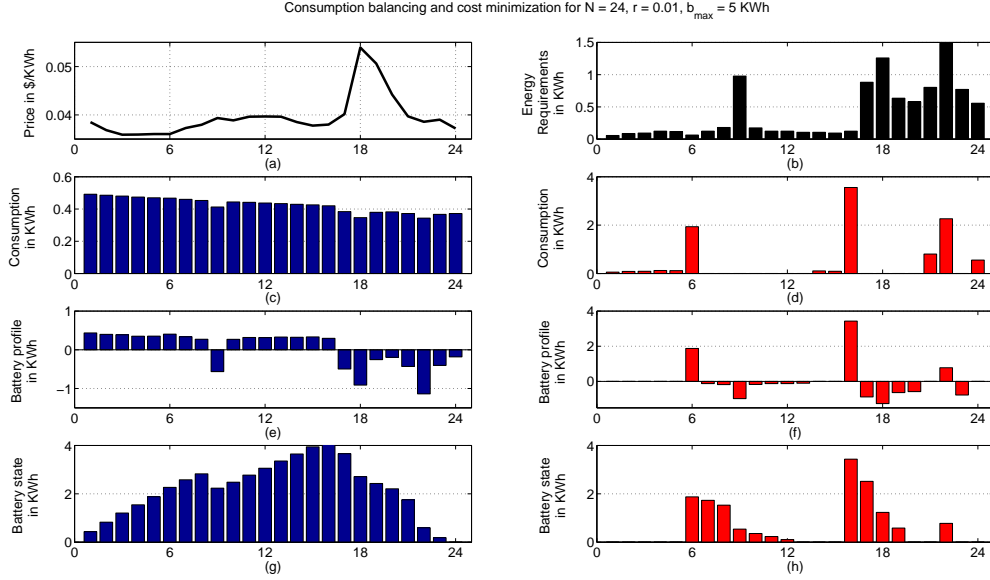 Consumption balancing and cost minimization for N = 24, r = 0.01, b_max = 5 KWh
Price in $/KWh
0.05
0.04
0 6 12 18 24
(a)
Energy
Requirements
in KWh
1.5
1
0.5
0
0 6 12 18 24
(b)
Consumption
in KWh
0.6
0.4
0.2
0
0 6 12 18 24
(c)
Consumption
in KWh
4
2
0
0 6 12 18 24
(d)
Battery profile
in KWh
1
0
−1
0 6 12 18 24
(e)
Battery profile
in KWh
2
0
0 6 12 18 24
(f)
Battery state
in KWh
4
2
0
0 6 12 18 24
(g)
Battery state
in KWh
4
2
0
0 6 12 18 24
(h)